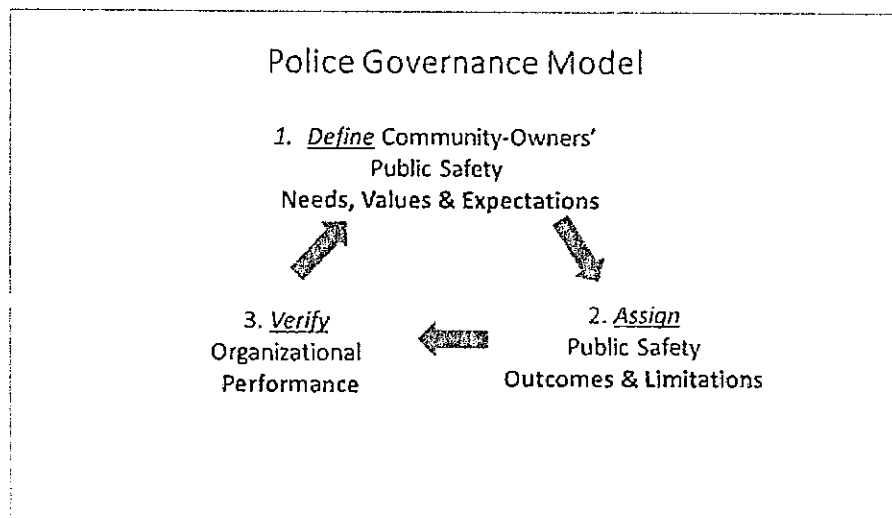 Police Governance Model
1. Define Community-Owners'
Public Safety
Needs, Values & Expectations
3. Verify
Organizational
Performance
2. Assign
Public Safety
Outcomes & Limitations